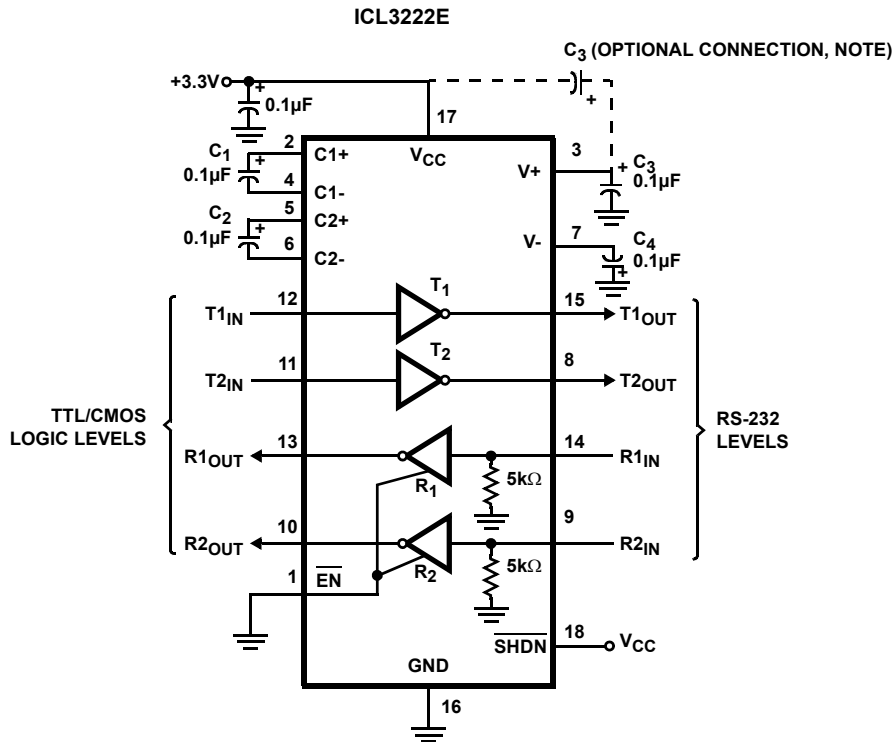 ICL3222E
C3 (OPTIONAL CONNECTION, NOTE)
+3.3V
+
0.1µF
+
17
VCC
2
C1+
C1
+
0.1µF
4
C1-
5
C2+
C2
+
0.1µF
6
C2-
3
V+
+
C3
0.1µF
7
V-
C4
0.1µF
+
T1IN
12
T1
15
T1OUT
T2IN
11
T2
8
T2OUT
TTL/CMOS
LOGIC LEVELS
RS-232
LEVELS
R1OUT
13
R1
14
R1IN
5kΩ
R2OUT
10
R2
9
R2IN
5kΩ
1
EN
SHDN
18
VCC
GND
16